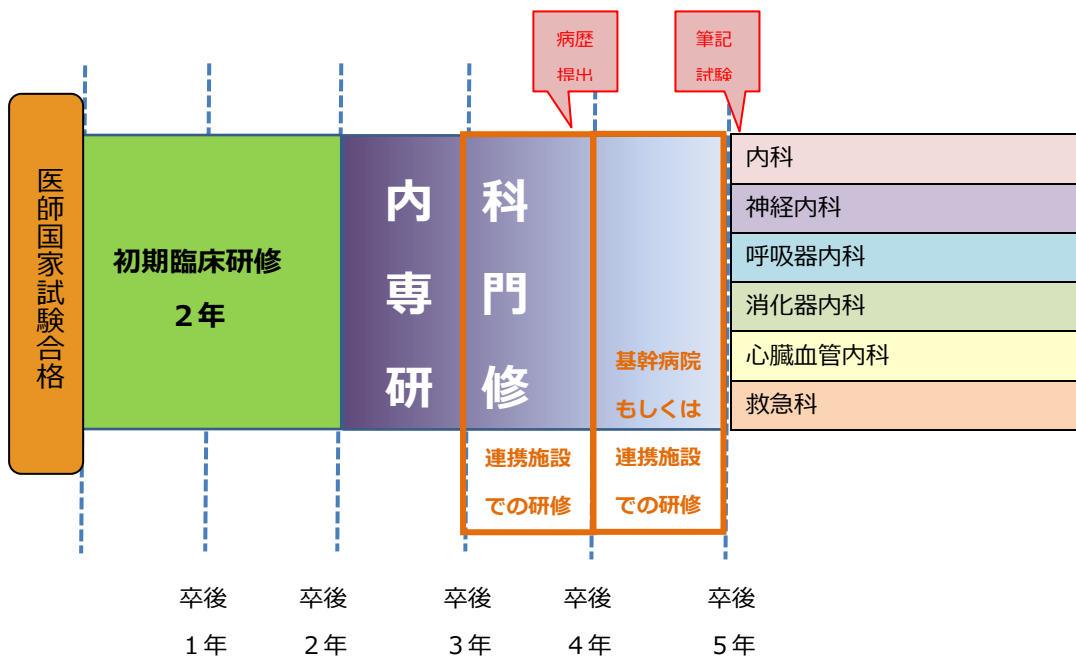 病歴
提出
筆記
試験
医師国家試験合格
初期臨床研修
２年
内科
専門
研修
基幹病院
もしくは
連携施設
での研修
連携施設
での研修
内科
神経内科
呼吸器内科
消化器内科
心臓血管内科
救急科
卒後
１年
卒後
２年
卒後
３年
卒後
４年
卒後
５年